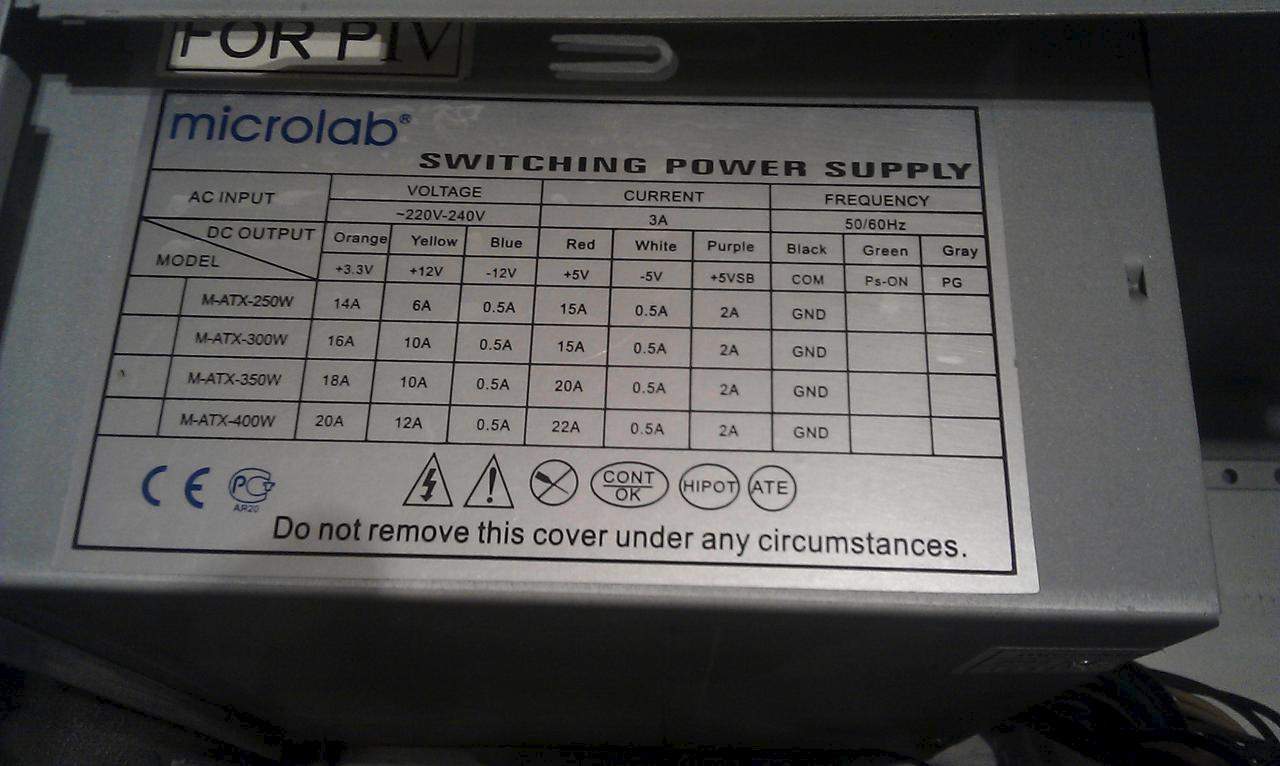 FOR PIV
microlab®
SWITCHING POWER SUPPLY
AC INPUT VOLTAGE CURRENT FREQUENCY
~220V-240V 3A 50/60Hz
DC OUTPUT Orange Yellow Blue Red White Purple Black Green Gray
MODEL +3.3V +12V -12V +5V -5V +5VSB COM Ps-ON PG
M-ATX-250W 14A 6A 0.5A 15A 0.5A 2A GND
M-ATX-300W 16A 10A 0.5A 15A 0.5A 2A GND
M-ATX-350W 18A 10A 0.5A 20A 0.5A 2A GND
M-ATX-400W 20A 12A 0.5A 22A 0.5A 2A GND
CE PC CONT OK HIPOT ATE
AR20
Do not remove this cover under any circumstances.